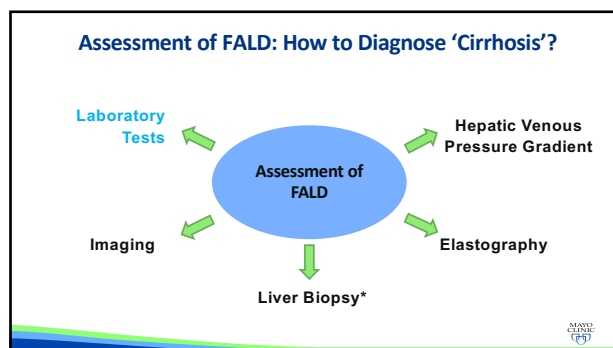 Assessment of FALD: How to Diagnose ‘Cirrhosis’?
Laboratory
Tests
Hepatic Venous
Pressure Gradient
Assessment of
FALD
Imaging
Elastography
Liver Biopsy*
MAYO
CLINIC